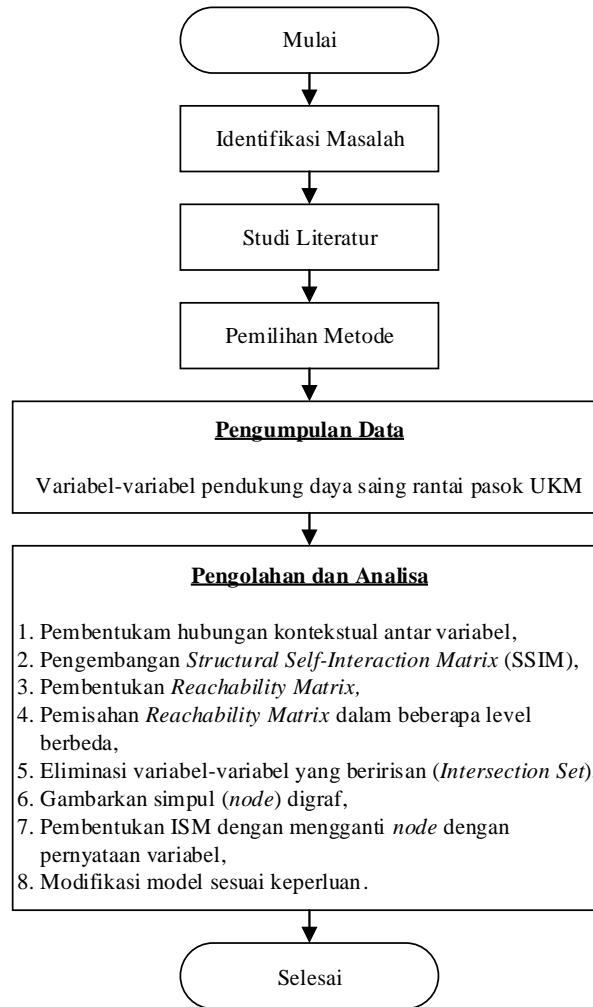 Mulai
Identifikasi Masalah
Studi Literatur
Pemilihan Metode
Pengumpulan Data
Variabel-variabel pendukung daya saing rantai pasok UKM
Pengolahan dan Analisa
1. Pembentukam hubungan kontekstual antar variabel,
2. Pengembangan Structural Self-Interaction Matrix (SSIM),
3. Pembentukan Reachability Matrix,
4. Pemisahan Reachability Matrix dalam beberapa level
berbeda,
5. Eliminasi variabel-variabel yang beririsan (Intersection Set),
6. Gambarkan simpul (node) digraf,
7. Pembentukan ISM dengan mengganti node dengan
pernyataan variabel,
8. Modifikasi model sesuai keperluan.
Selesai